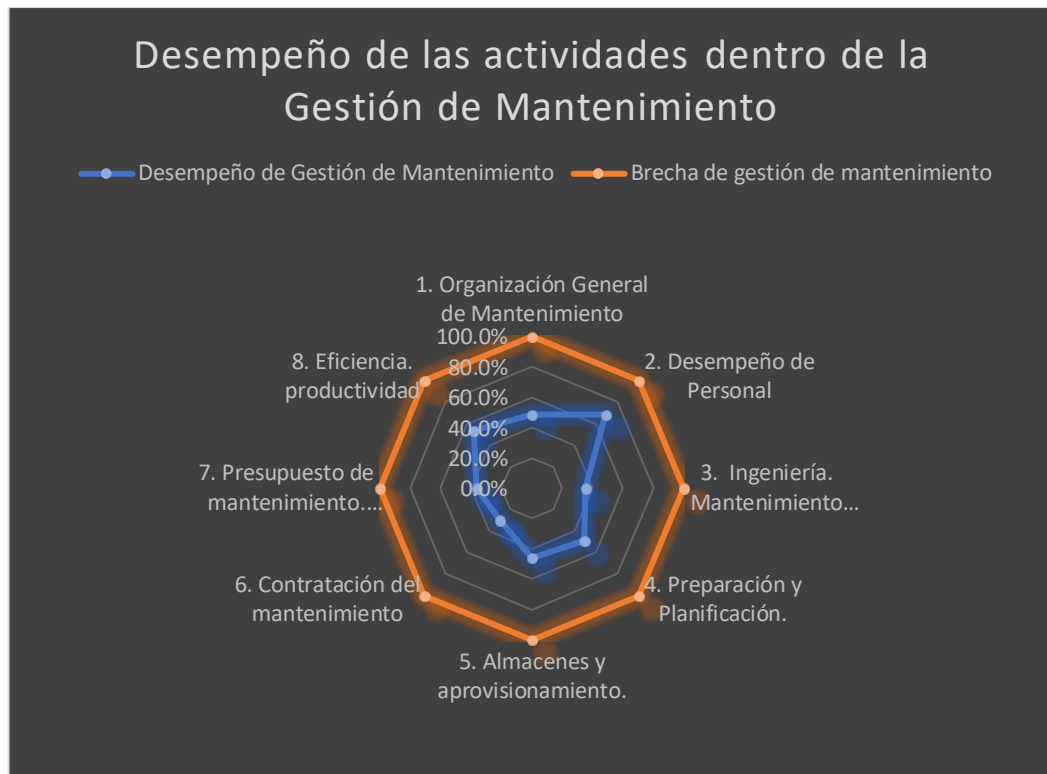 Desempeño de las actividades dentro de la
Gestión de Mantenimiento
Desempeño de Gestión de Mantenimiento
Brecha de gestión de mantenimiento
1. Organización General
de Mantenimiento
100.0%
80.0%
60.0%
40.0%
20.0%
0.0%
2. Desempeño de
Personal
3. Ingeniería.
Mantenimiento…
4. Preparación y
Planificación.
5. Almacenes y
aprovisionamiento.
6. Contratación del
mantenimiento
7. Presupuesto de
mantenimiento.…
8. Eficiencia.
productividad